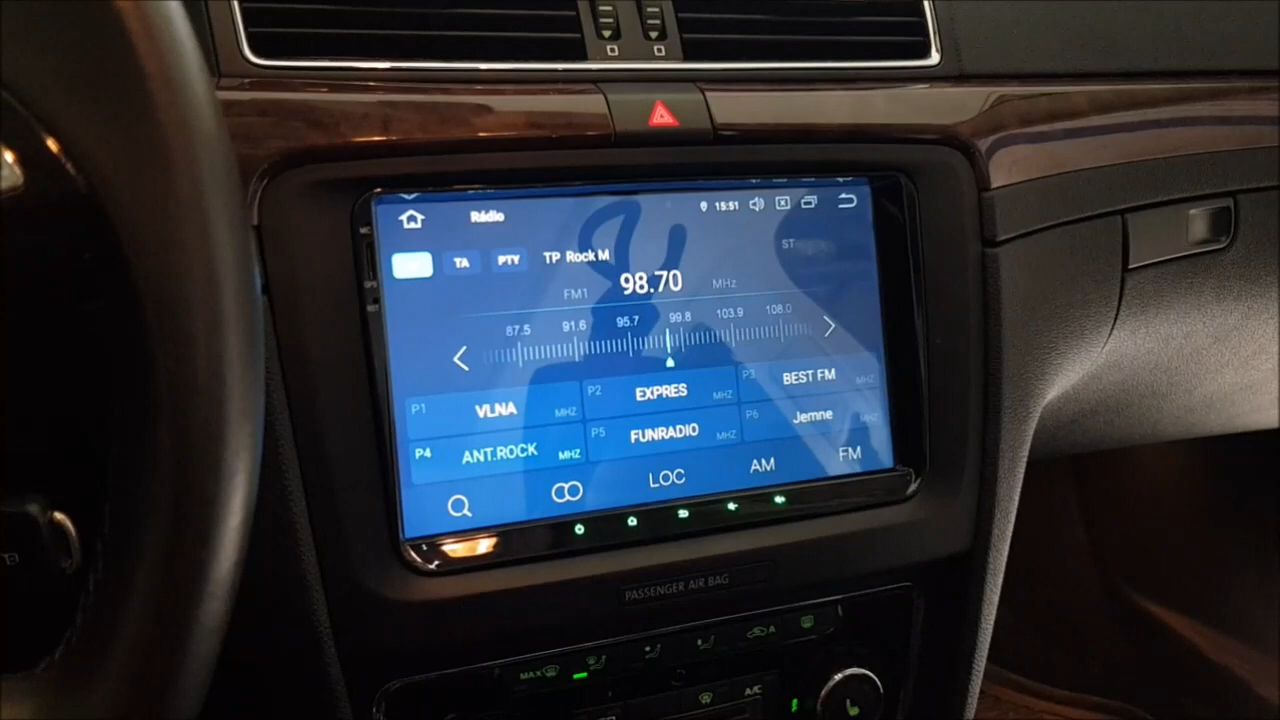 Rádio 15:51
TA PTY TP Rock M ST
FM1 98.70 MHz
87.5 91.6 95.7 99.8 103.9 108.0
P1 VLNA MHZ P2 EXPRES MHZ P3 BEST FM MHZ
P4 ANT.ROCK MHZ P5 FUNRADIO MHZ P6 Jemne MHZ
LOC AM FM
PASSENGER AIR BAG
MAX A
A/C